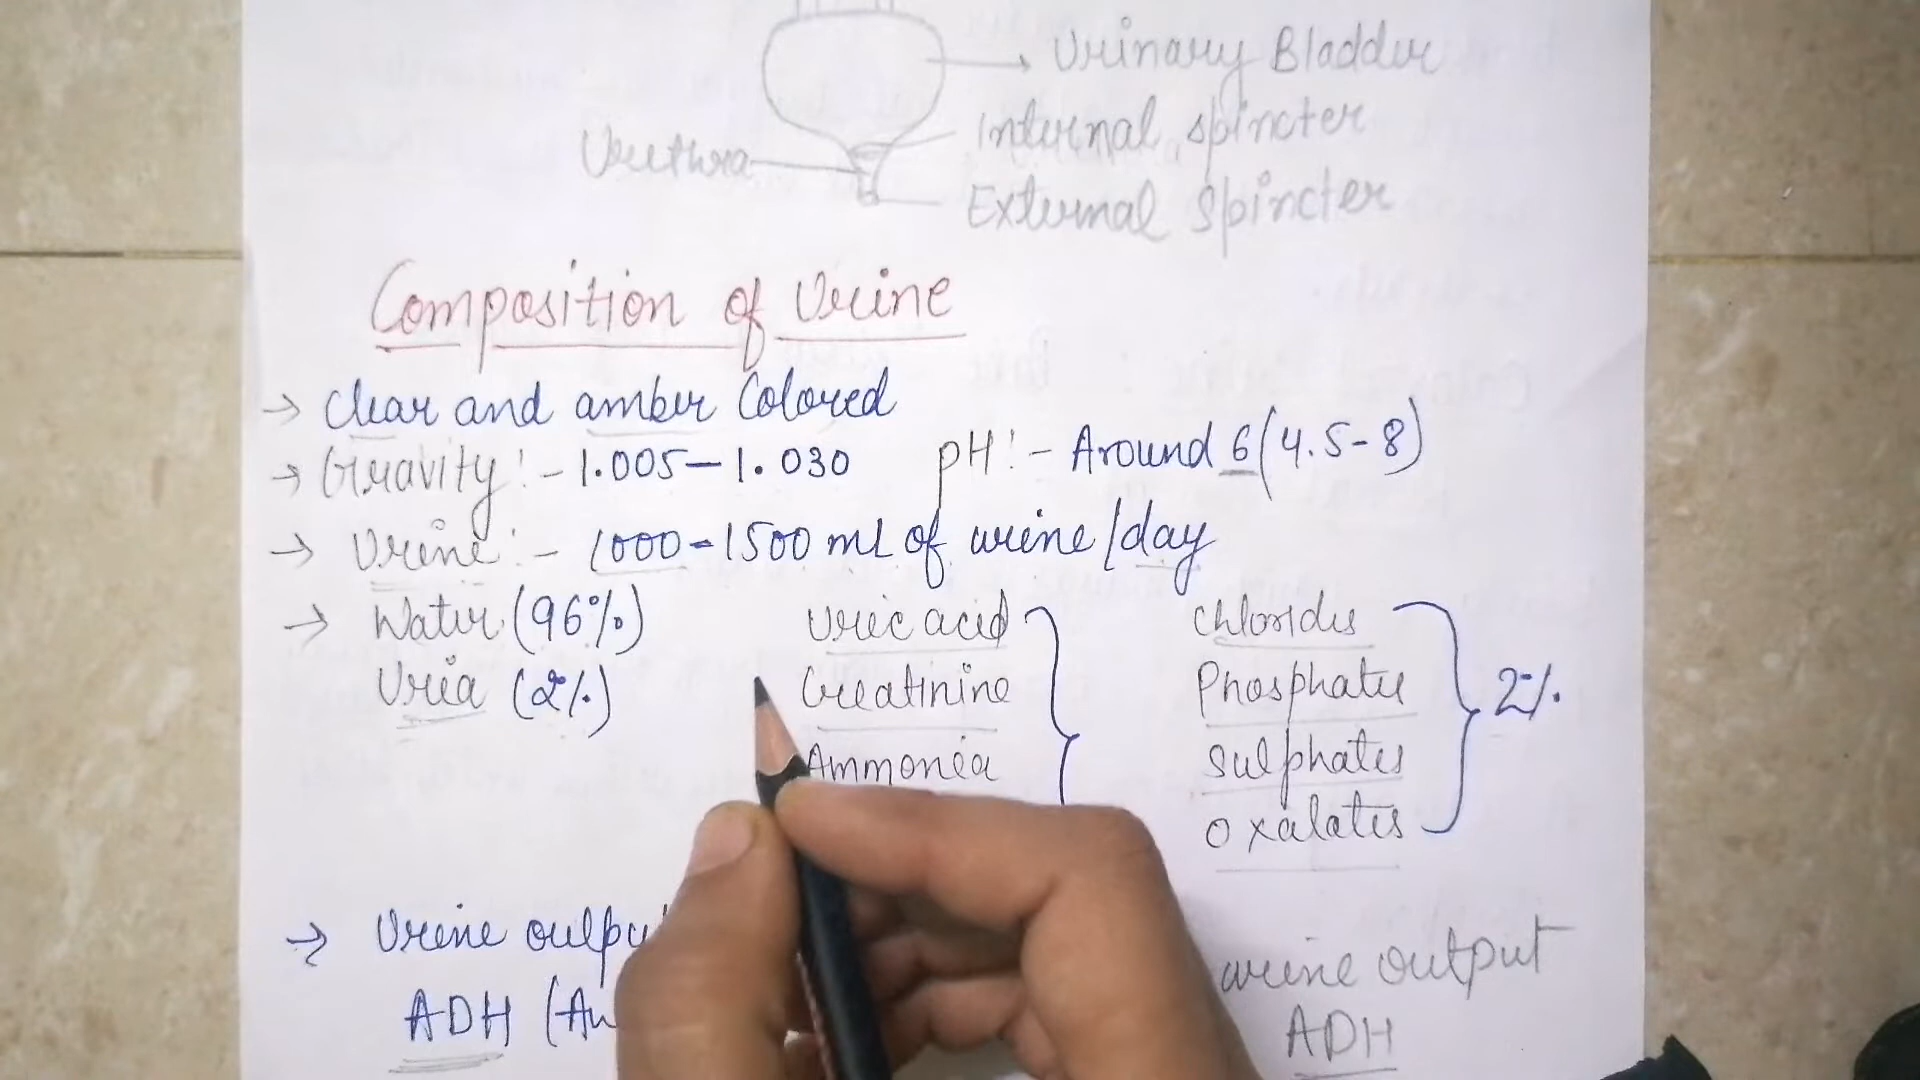 Urinary Bladder
Internal spincter
Urethra
External spincter
Composition of Urine
→ Clear and amber Colored
→ Gravity:- 1.005-1.030 pH:- Around 6 (4.5-8)
→ Urine:- 1000-1500 mL of urine/day
→ Water (96%) Uric acid Chlorides
Urea (2%) Creatinine Phosphates 2%.
Ammonia Sulphates
Oxalates
→ Urine
urine output
ADH
ADH